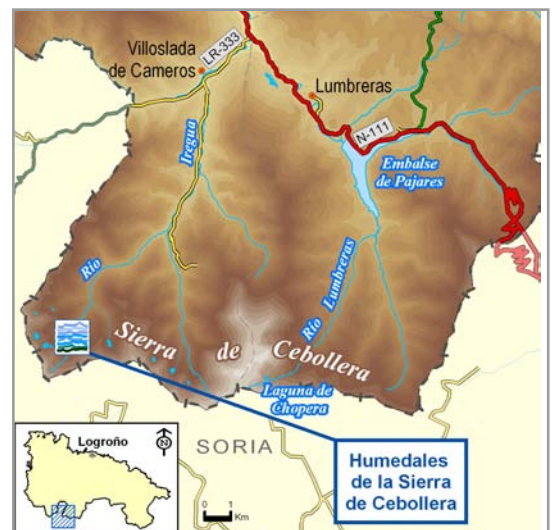 Villoslada
de Cameros
LR-333
Lumbreras
N-111
Iregua
Embalse
de Pajares
Río
Río
Lumbreras
Sierra de Cebollera
Laguna de
Chopera
SORIA
Logroño
N
0 1
Km
Humedales
de la Sierra
de Cebollera